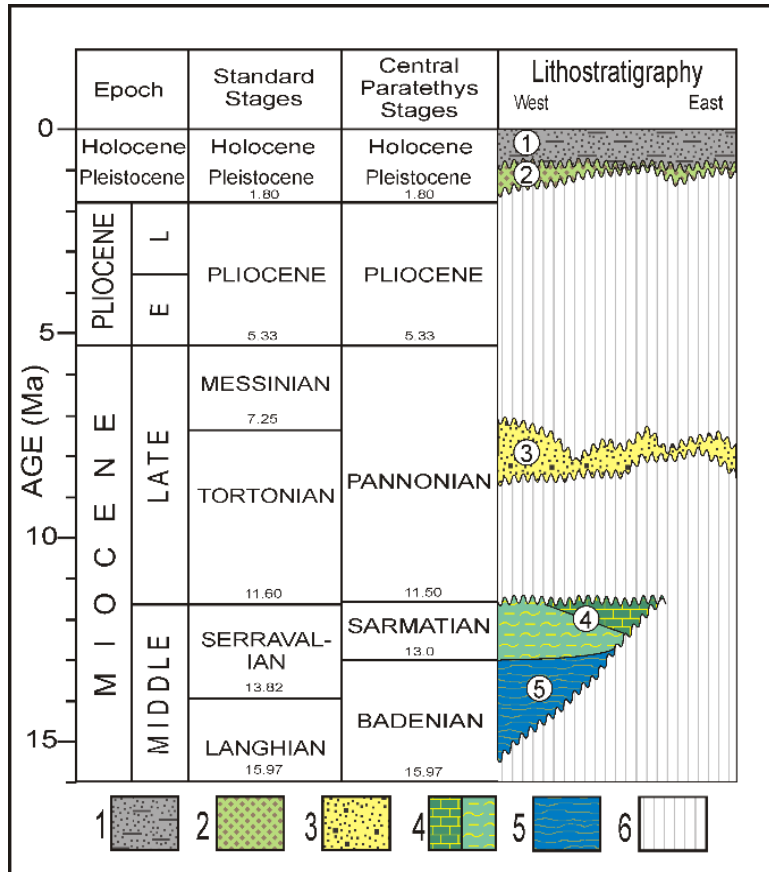 Epoch
Standard
Stages
Central
Paratethys
Stages
Lithostratigraphy
West East
0
Holocene Holocene Holocene
1
Pleistocene Pleistocene Pleistocene
1.80 1.80
2
PLIOCENE
L
E
PLIOCENE PLIOCENE
5
5.33 5.33
AGE (Ma)
MIOCENE
LATE
MESSINIAN
7.25
3
TORTONIAN PANNONIAN
10
11.60 11.50
MIDDLE
SERRAVAL-
IAN
13.82
SARMATIAN
13.0
4
5
BADENIAN
15
LANGHIAN
15.97 15.97
1 2 3 4 5 6